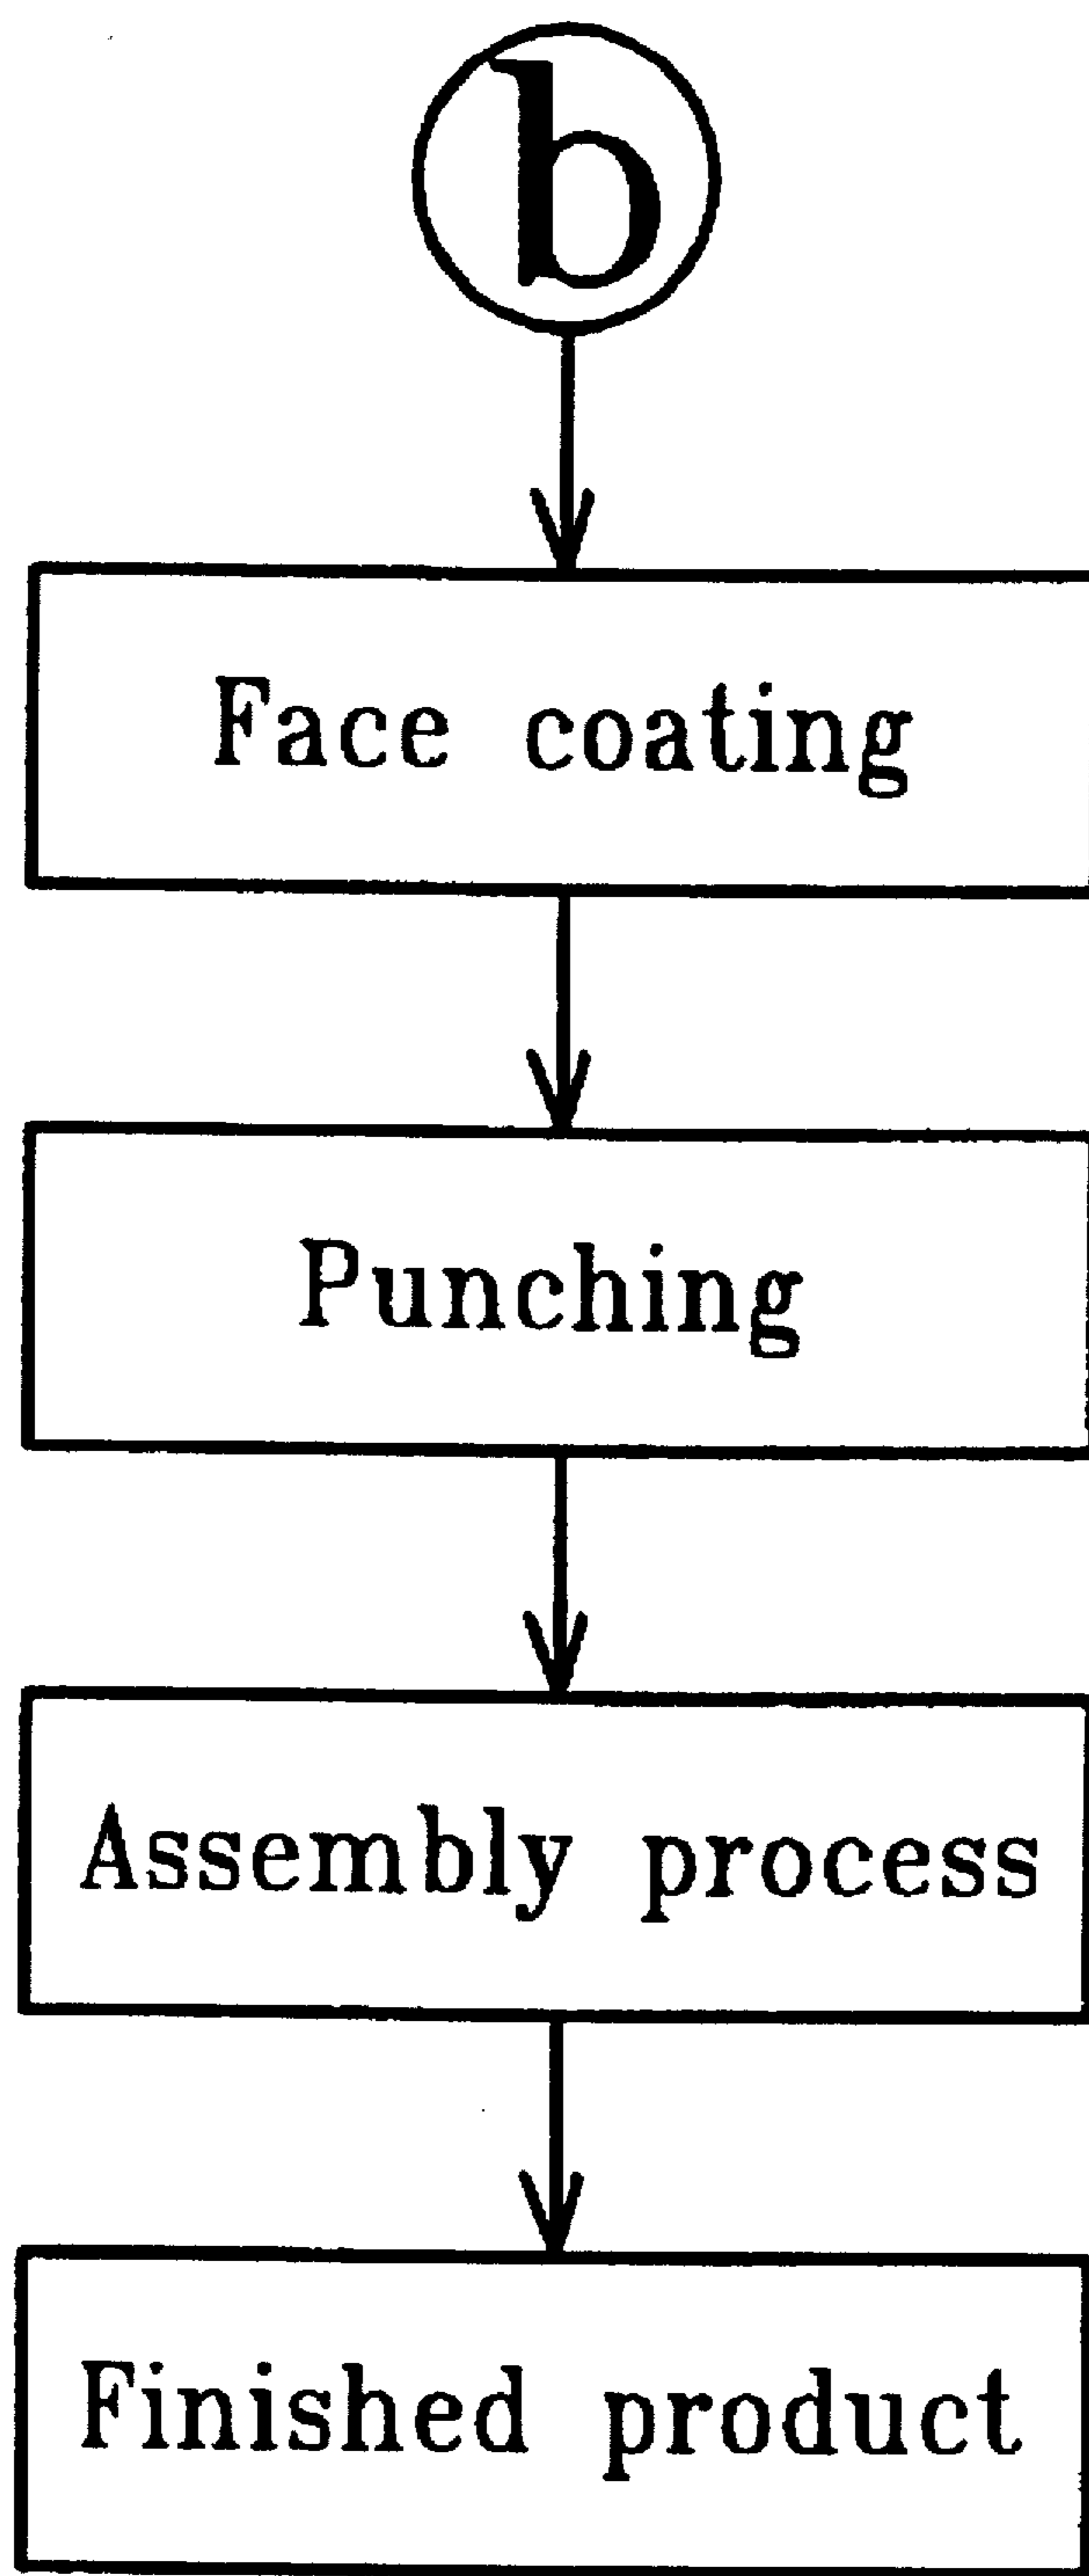 b
Face coating
Punching
Assembly process
Finished product